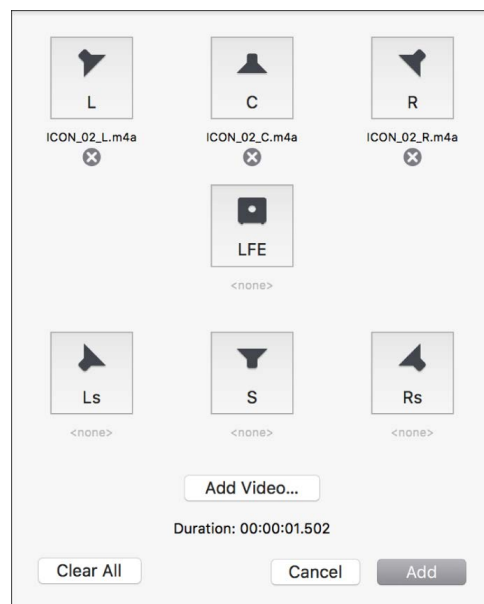 L C R
ICON_02_L.m4a ICON_02_C.m4a ICON_02_R.m4a
LFE
<none>
Ls S Rs
<none> <none> <none>
Add Video...
Duration: 00:00:01.502
Clear All Cancel Add